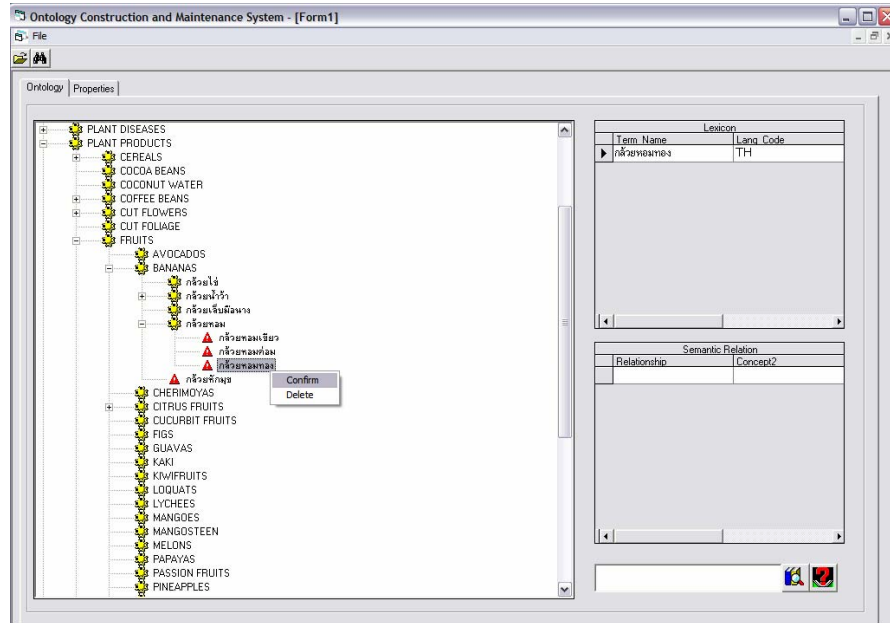 Ontology Construction and Maintenance System - [Form1]
File
Ontology Properties
PLANT DISEASES
PLANT PRODUCTS
CEREALS
COCOA BEANS
COCONUT WATER
COFFEE BEANS
CUT FLOWERS
CUT FOLIAGE
FRUITS
AVOCADOS
BANANAS
กล้วยไข่
กล้วยน้ำว้า
กล้วยเล็บมือนาง
กล้วยหอม
กล้วยหอมเขียว
กล้วยหอมค่อม
กล้วยหอมทอง
กล้วยหักมุข
Confirm
Delete
CHERIMOYAS
CITRUS FRUITS
CUCURBIT FRUITS
FIGS
GUAVAS
KAKI
KIWIFRUITS
LOQUATS
LYCHEES
MANGOES
MANGOSTEEN
MELONS
PAPAYAS
PASSION FRUITS
PINEAPPLES
Lexicon
Term Name Lang Code
กล้วยหอมทอง TH
Semantic Relation
Relationship Concept2